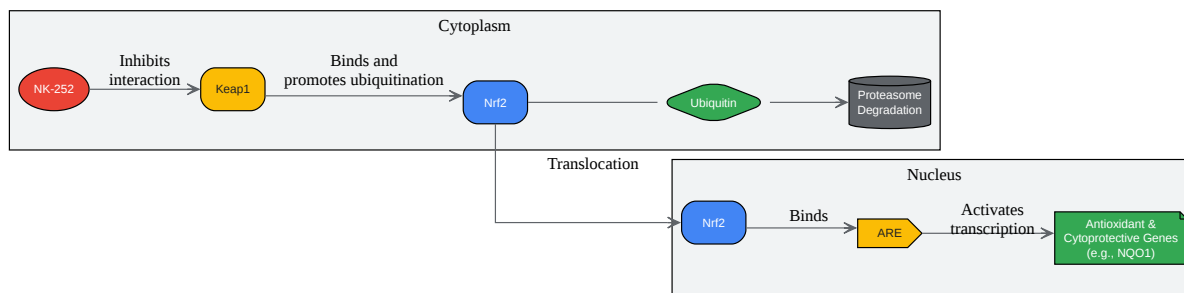 Cytoplasm
NK-252
Inhibits
interaction
Keap1
Binds and
promotes ubiquitination
Nrf2
Ubiquitin
Proteasome
Degradation
Translocation
Nucleus
Nrf2
Binds
ARE
Activates
transcription
Antioxidant &
Cytoprotective Genes
(e.g., NQO1)